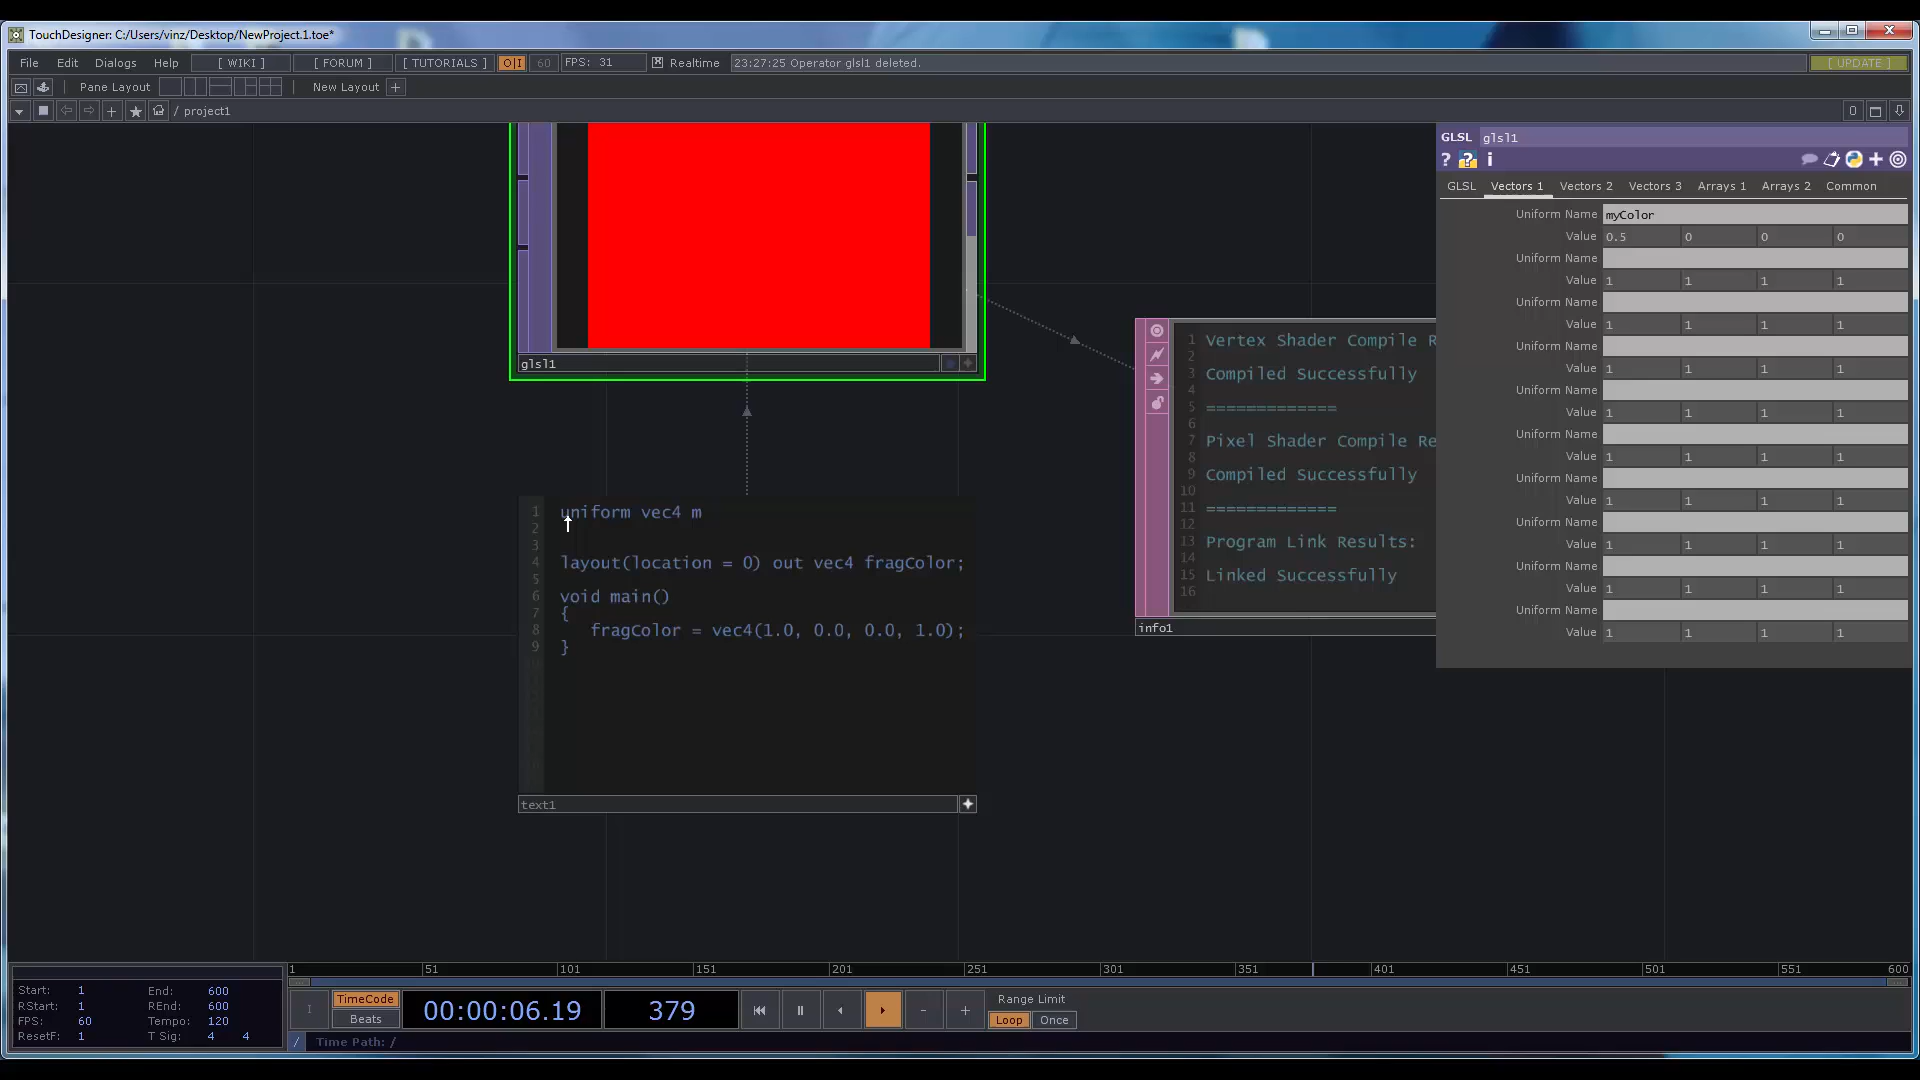 TouchDesigner: C:/Users/vinz/Desktop/NewProject.1.toe*
File Edit Dialogs Help [ WIKI ] [ FORUM ] [ TUTORIALS ] O|I 60 FPS: 31 Realtime 23:27:25 Operator glsl1 deleted. [ UPDATE ]
Pane Layout New Layout +
/ project1 0
GLSL glsl1
? ? i
GLSL Vectors 1 Vectors 2 Vectors 3 Arrays 1 Arrays 2 Common
Uniform Name myColor
Value 0.5 0 0 0
Uniform Name
Value 1 1 1 1
Uniform Name
Value 1 1 1 1
Uniform Name
Value 1 1 1 1
Uniform Name
Value 1 1 1 1
Uniform Name
Value 1 1 1 1
Uniform Name
Value 1 1 1 1
Uniform Name
Value 1 1 1 1
Uniform Name
Value 1 1 1 1
Uniform Name
Value 1 1 1 1
glsl1
1 Vertex Shader Compile R
2
3 Compiled Successfully
4
5 =============
6
7 Pixel Shader Compile Re
8
9 Compiled Successfully
10
11 =============
12
13 Program Link Results:
14
15 Linked Successfully
16
info1
1 uniform vec4 m
2
3
4 layout(location = 0) out vec4 fragColor;
5
6 void main()
7 {
8 fragColor = vec4(1.0, 0.0, 0.0, 1.0);
9 }
text1
1 51 101 151 201 251 301 351 401 451 501 551 600
Start: 1 End: 600
RStart: 1 REnd: 600
FPS: 60 Tempo: 120
ResetF: 1 T Sig: 4 4
I TimeCode Beats 00:00:06.19 379 - + Range Limit
Loop Once
/ Time Path: /